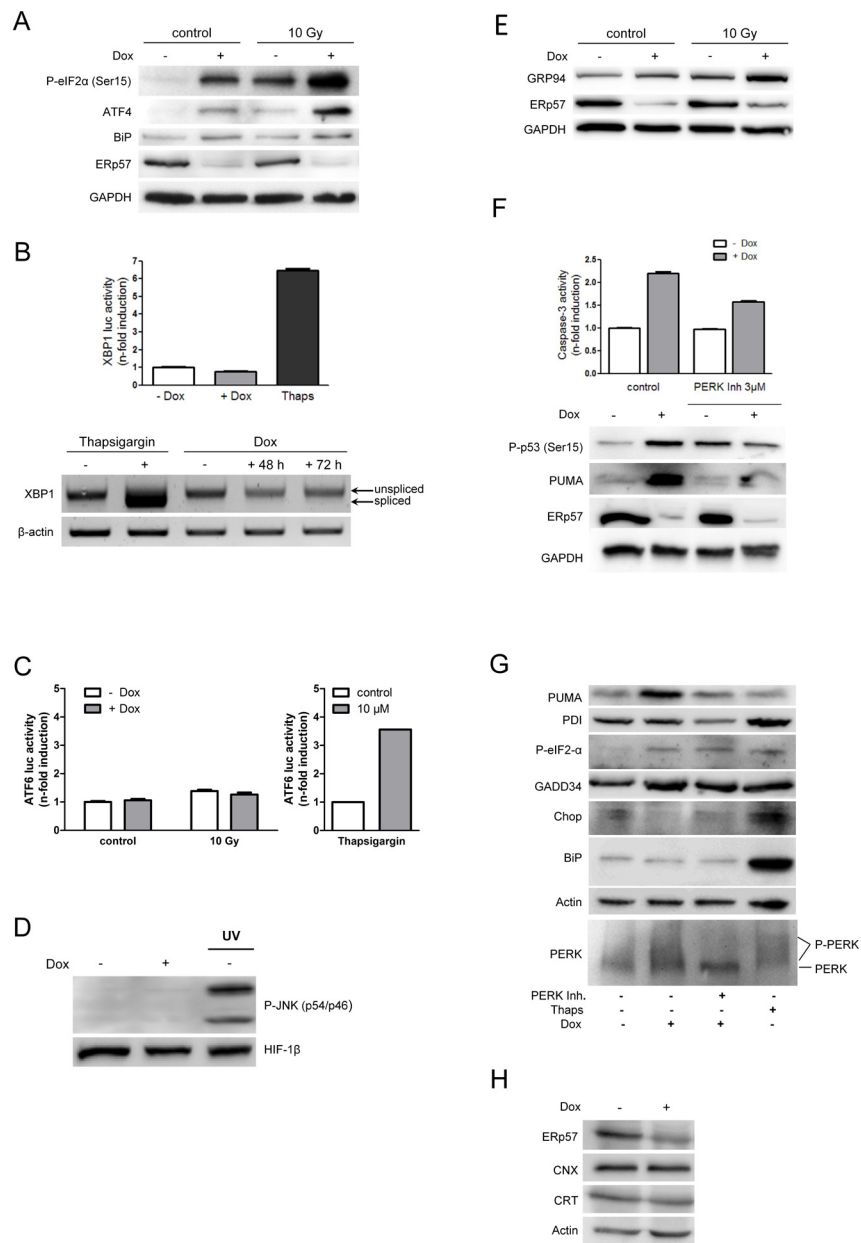 A
control 10 Gy
Dox - + - +
P-eIF2α (Ser15)
ATF4
BiP
ERp57
GAPDH
B
XBP1 luc activity
(n-fold induction)
7
6
5
4
3
2
1
0
- Dox + Dox Thaps
Thapsigargin Dox
- + - + 48 h + 72 h
XBP1
unspliced
spliced
β-actin
C
ATF6 luc activity
(n-fold induction)
5
4
3
2
1
0
- Dox
+ Dox
control 10 Gy
ATF6 luc activity
(n-fold induction)
5
4
3
2
1
0
control
10 µM
Thapsigargin
D
UV
Dox - + -
P-JNK (p54/p46)
HIF-1β
E
control 10 Gy
Dox - + - +
GRP94
ERp57
GAPDH
F
- Dox
+ Dox
Caspase-3 activity
(n-fold induction)
2.5
2.0
1.5
1.0
0.5
0.0
control PERK Inh 3µM
Dox - + - +
P-p53 (Ser15)
PUMA
ERp57
GAPDH
G
PUMA
PDI
P-eIF2-α
GADD34
Chop
BiP
Actin
PERK
P-PERK
PERK
PERK Inh. - - + -
Thaps - - - +
Dox - + + -
H
Dox - +
ERp57
CNX
CRT
Actin